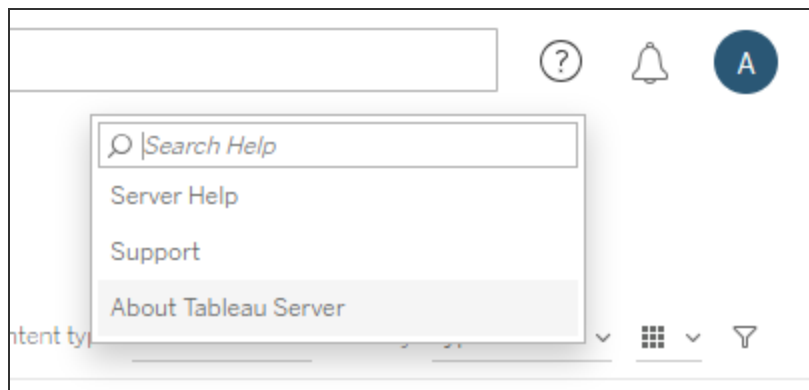 A
Search Help
Server Help
Support
About Tableau Server